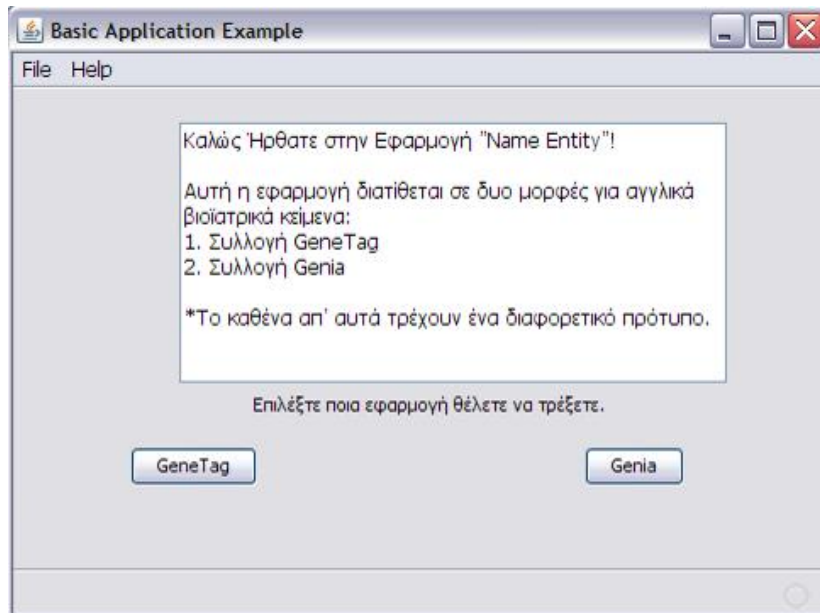 Basic Application Example
File Help
Καλώς Ήρθατε στην Εφαρμογή "Name Entity"!
Αυτή η εφαρμογή διατίθεται σε δυο μορφές για αγγλικά
βιοϊατρικά κείμενα:
1. Συλλογή GeneTag
2. Συλλογή Genia
*Το καθένα απ' αυτά τρέχουν ένα διαφορετικό πρότυπο.
Επιλέξτε ποια εφαρμογή θέλετε να τρέξετε.
GeneTag Genia